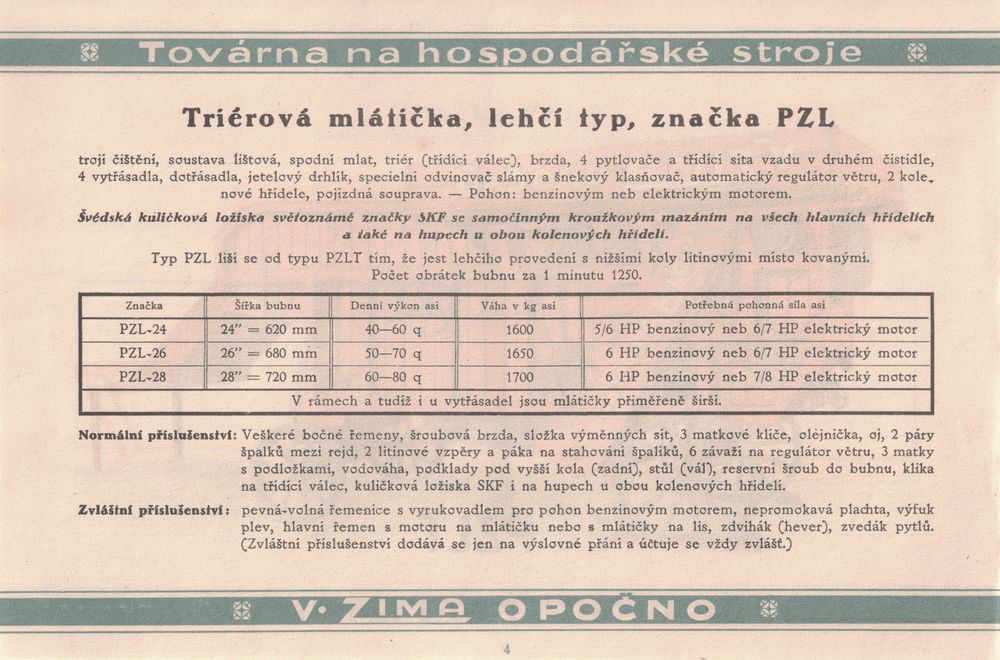 Továrna na hospodářské stroje
Triérová mlátička, lehčí typ, značka PZL
trojí čištění, soustava lištová, spodní mlat, triér (třídící válec), brzda, 4 pytlovače a třídící síta vzadu v druhém čistidle,
4 vytřásadla, dotřásadla, jetelový drhlík, specielní odvinovač slámy a šnekový klasňovač, automatický regulátor větru, 2 kole-
nové hřídele, pojízdná souprava. — Pohon: benzinovým neb elektrickým motorem.
Švédská kuličková ložiska světoznámé značky SKF se samočinným kroužkovým mazáním na všech hlavních hřídelích
a také na hupech u obou kolenových hřídelí.
Typ PZL liší se od typu PZLT tím, že jest lehčího provedení s nižšími koly litinovými místo kovanými.
Počet obrátek bubnu za 1 minutu 1250.
Značka Šířka bubnu Denní výkon asi Váha v kg asi Potřebná pohonná síla asi
PZL-24 24” = 620 mm 40—60 q 1600 5/6 HP benzinový neb 6/7 HP elektrický motor
PZL-26 26” = 680 mm 50—70 q 1650 6 HP benzinový neb 6/7 HP elektrický motor
PZL-28 28” = 720 mm 60—80 q 1700 6 HP benzinový neb 7/8 HP elektrický motor
V rámech a tudíž i u vytřásadel jsou mlátičky přiměřeně širší.
Normální příslušenství: Veškeré bočné řemeny, šroubová brzda, složka výměnných sít, 3 matkové klíče, olejnička, oj, 2 páry
špalků mezi rejd, 2 litinové vzpěry a páka na stahování špalíků, 6 závaží na regulátor větru, 3 matky
s podložkami, vodováha, podklady pod vyšší kola (zadní), stůl (vál), reservní šroub do bubnu, klika
na třídící válec, kuličková ložiska SKF i na hupech u obou kolenových hřídelí.
Zvláštní příslušenství: pevná-volná řemenice s vyrukovadlem pro pohon benzinovým motorem, nepromokavá plachta, výfuk
plev, hlavní řemen s motoru na mlátičku nebo s mlátičky na lis, zdvihák (hever), zvedák pytlů.
(Zvláštní příslušenství dodává se jen na výslovné přání a účtuje se vždy zvlášť.)
V. ZIMA OPOČNO
4